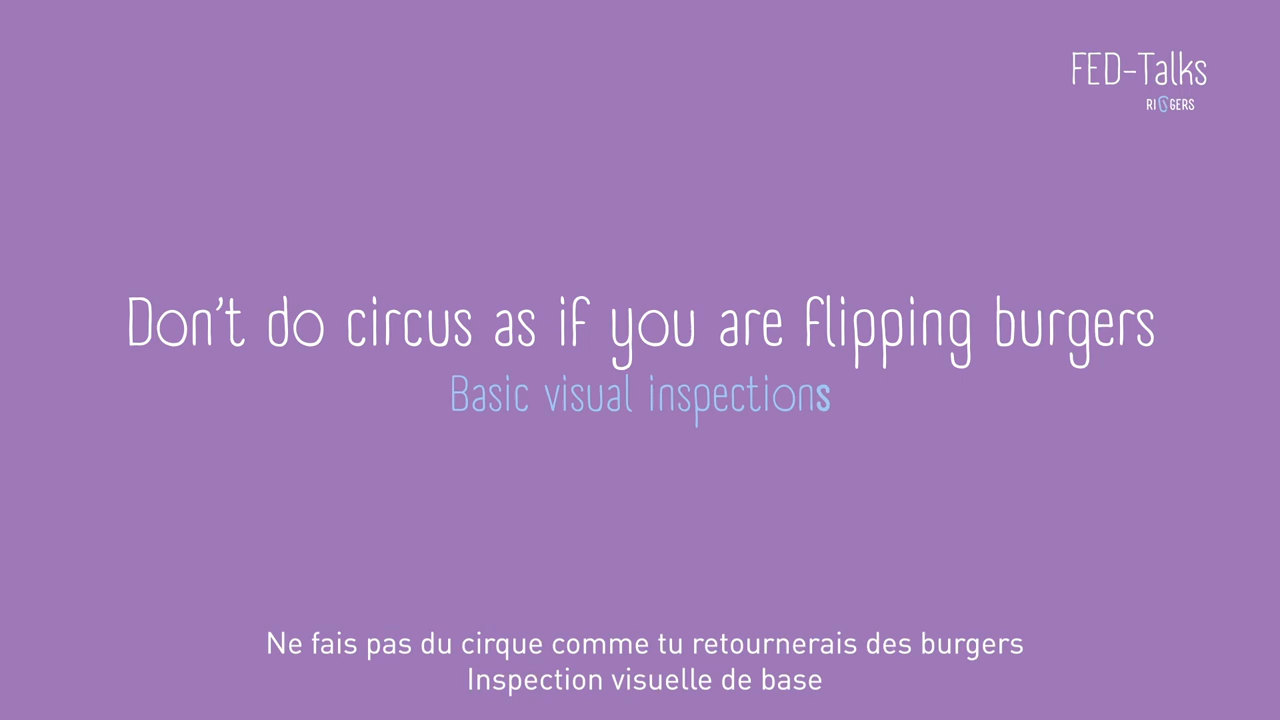 FED-Talks
RIGGERS
Don't do circus as if you are flipping burgers
Basic visual inspections
Ne fais pas du cirque comme tu retournerais des burgers
Inspection visuelle de base